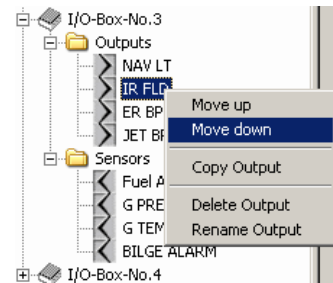 I/O-Box-No.3
Outputs
NAV LT
IR FLD
ER BP
JET BP
Move up
Move down
Copy Output
Delete Output
Rename Output
Sensors
Fuel A
G PRE
G TEM
BILGE ALARM
I/O-Box-No.4